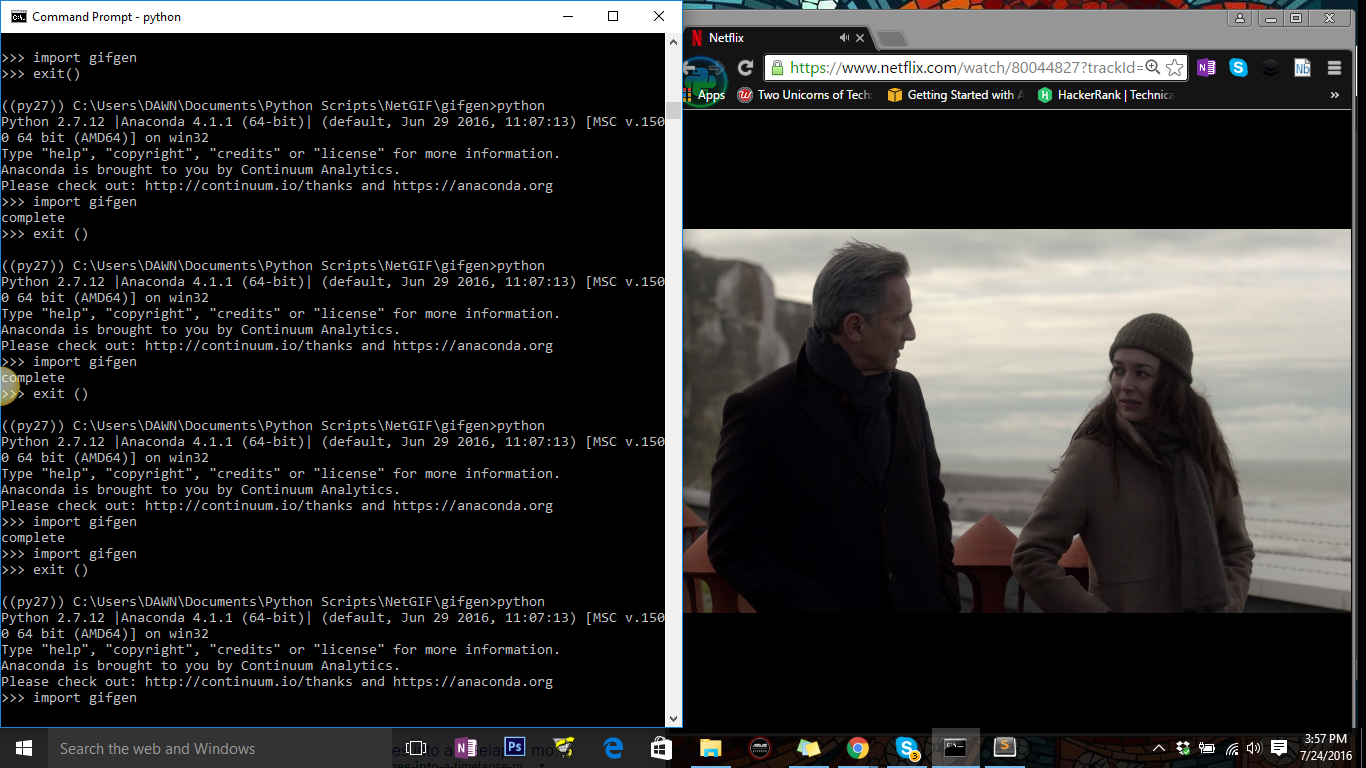 Command Prompt - python
>>> import gifgen
>>> exit()
((py27)) C:\Users\DAWN\Documents\Python Scripts\NetGIF\gifgen>python
Python 2.7.12 |Anaconda 4.1.1 (64-bit)| (default, Jun 29 2016, 11:07:13) [MSC v.150
0 64 bit (AMD64)] on win32
Type "help", "copyright", "credits" or "license" for more information.
Anaconda is brought to you by Continuum Analytics.
Please check out: http://continuum.io/thanks and https://anaconda.org
>>> import gifgen
complete
>>> exit ()
((py27)) C:\Users\DAWN\Documents\Python Scripts\NetGIF\gifgen>python
Python 2.7.12 |Anaconda 4.1.1 (64-bit)| (default, Jun 29 2016, 11:07:13) [MSC v.150
0 64 bit (AMD64)] on win32
Type "help", "copyright", "credits" or "license" for more information.
Anaconda is brought to you by Continuum Analytics.
Please check out: http://continuum.io/thanks and https://anaconda.org
>>> import gifgen
complete
>>> exit ()
((py27)) C:\Users\DAWN\Documents\Python Scripts\NetGIF\gifgen>python
Python 2.7.12 |Anaconda 4.1.1 (64-bit)| (default, Jun 29 2016, 11:07:13) [MSC v.150
0 64 bit (AMD64)] on win32
Type "help", "copyright", "credits" or "license" for more information.
Anaconda is brought to you by Continuum Analytics.
Please check out: http://continuum.io/thanks and https://anaconda.org
>>> import gifgen
complete
>>> import gifgen
>>> exit ()
((py27)) C:\Users\DAWN\Documents\Python Scripts\NetGIF\gifgen>python
Python 2.7.12 |Anaconda 4.1.1 (64-bit)| (default, Jun 29 2016, 11:07:13) [MSC v.150
0 64 bit (AMD64)] on win32
Type "help", "copyright", "credits" or "license" for more information.
Anaconda is brought to you by Continuum Analytics.
Please check out: http://continuum.io/thanks and https://anaconda.org
>>> import gifgen
Netflix
https://www.netflix.com/watch/80044827?trackId=
Apps Two Unicorns of Tech Getting Started with A HackerRank | Technica »
Search the web and Windows
3:57 PM
7/24/2016